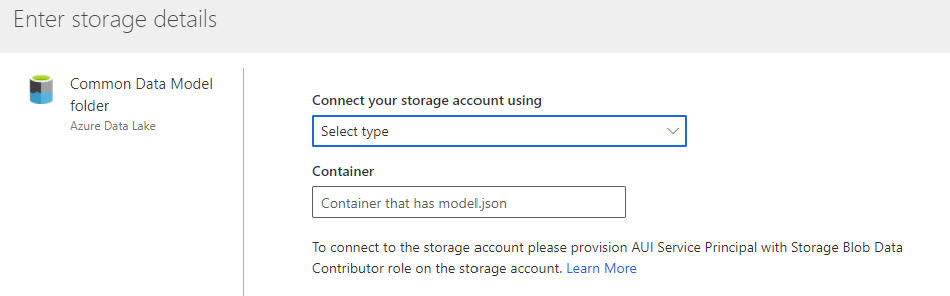 Enter storage details
Common Data Model
folder
Azure Data Lake
Connect your storage account using
Select type
Container
Container that has model.json
To connect to the storage account please provision AUI Service Principal with Storage Blob Data
Contributor role on the storage account. Learn More